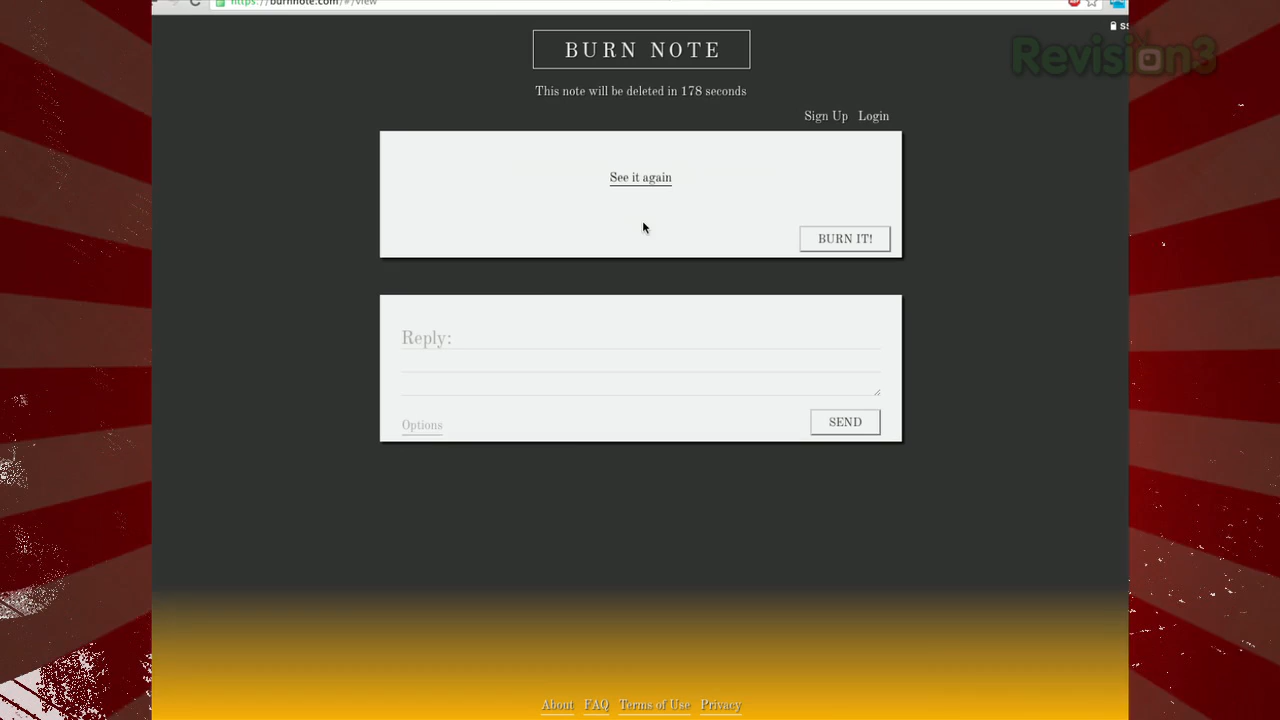 https://burnnote.com/#/view
SS
Revision3
BURN NOTE
This note will be deleted in 178 seconds
Sign Up Login
See it again
BURN IT!
Reply:
Options
SEND
About FAQ Terms of Use Privacy